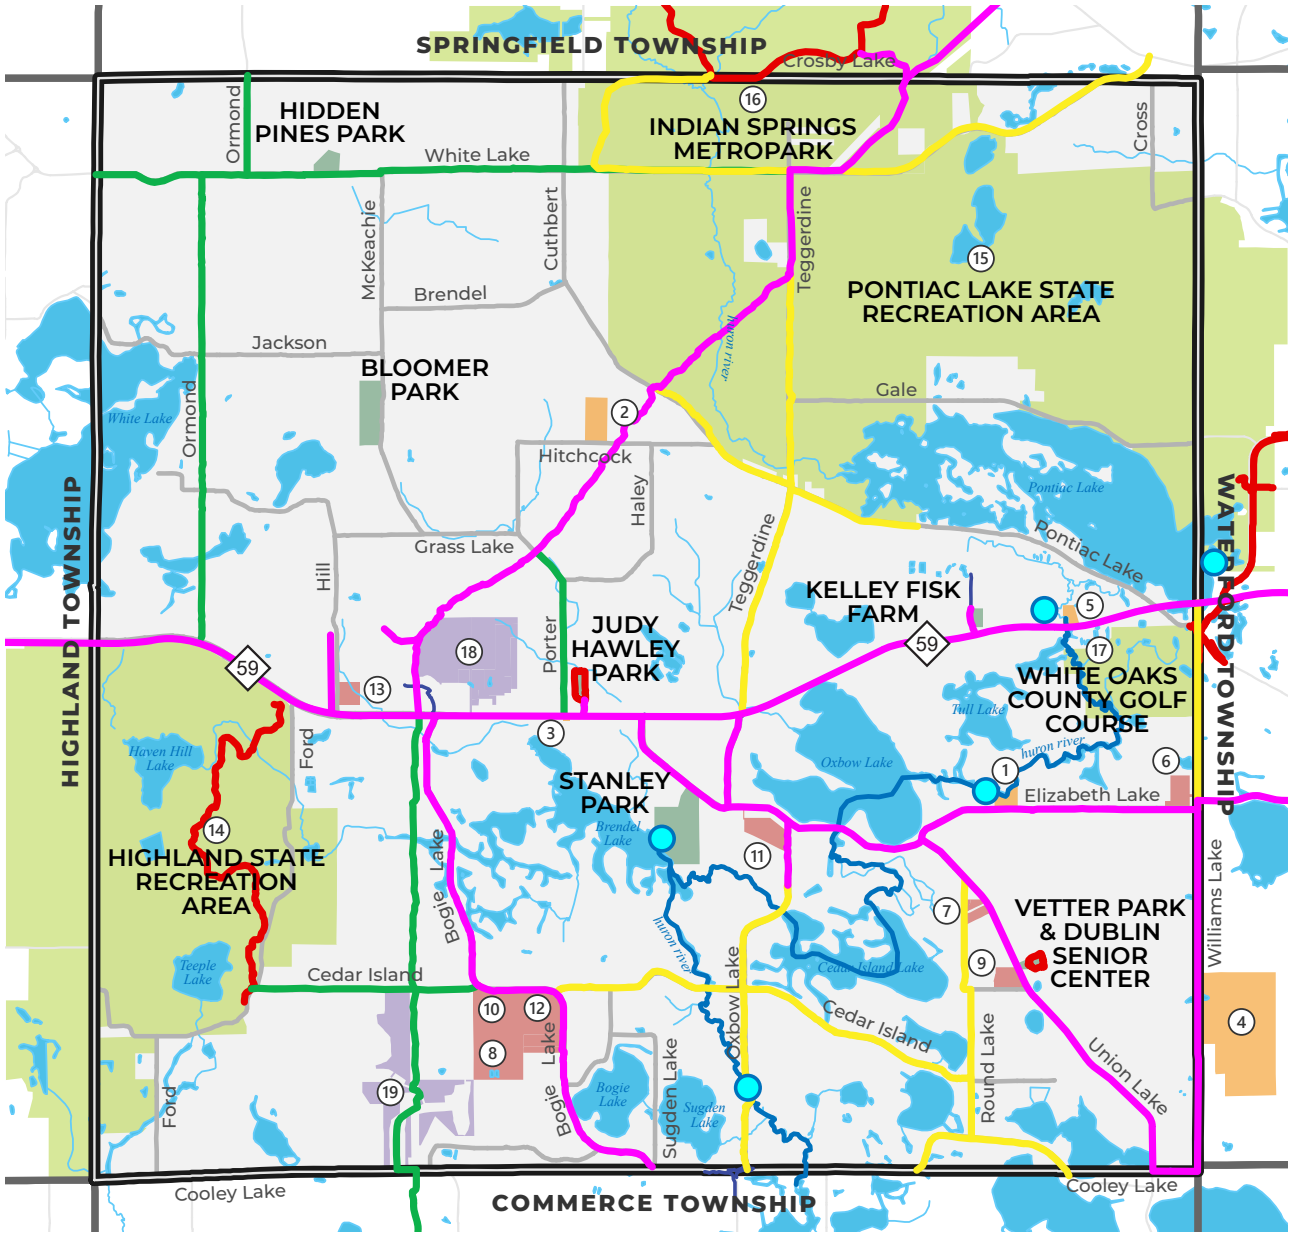 SPRINGFIELD TOWNSHIP
Crosby Lake
Ormond
HIDDEN
PINES PARK
16
INDIAN SPRINGS
METROPARK
Cross
White Lake
McKeachie
Cuthbert
Teggerdine
15
PONTIAC LAKE STATE
RECREATION AREA
Brendel
huron river
Jackson
BLOOMER
PARK
Ormond
White Lake
Gale
2
Hitchcock
Haley
Pontiac Lake
Pontiac Lake
HIGHLAND TOWNSHIP
WATERFORD TOWNSHIP
Grass Lake
Hill
Teggerdine
KELLEY FISK
FARM
5
59
59
18
Porter
JUDY
HAWLEY
PARK
17
WHITE OAKS
COUNTY GOLF
COURSE
13
Tull Lake
Ford
3
Haven Hill
Lake
huron river
Oxbow Lake
1
6
STANLEY
PARK
Elizabeth Lake
14
Brendel
Lake
11
HIGHLAND STATE
RECREATION
AREA
Bogie Lake
Williams Lake
7
VETTER PARK
& DUBLIN
SENIOR
CENTER
huron river
9
Teeple
Lake
Cedar Island
Cedar Island Lake
Oxbow Lake
10
12
8
Cedar Island
4
Bogie Lake
Sugden Lake
Round Lake
Union Lake
19
Ford
Bogie
Lake
Sugden
Lake
Cooley Lake
COMMERCE TOWNSHIP
Cooley Lake